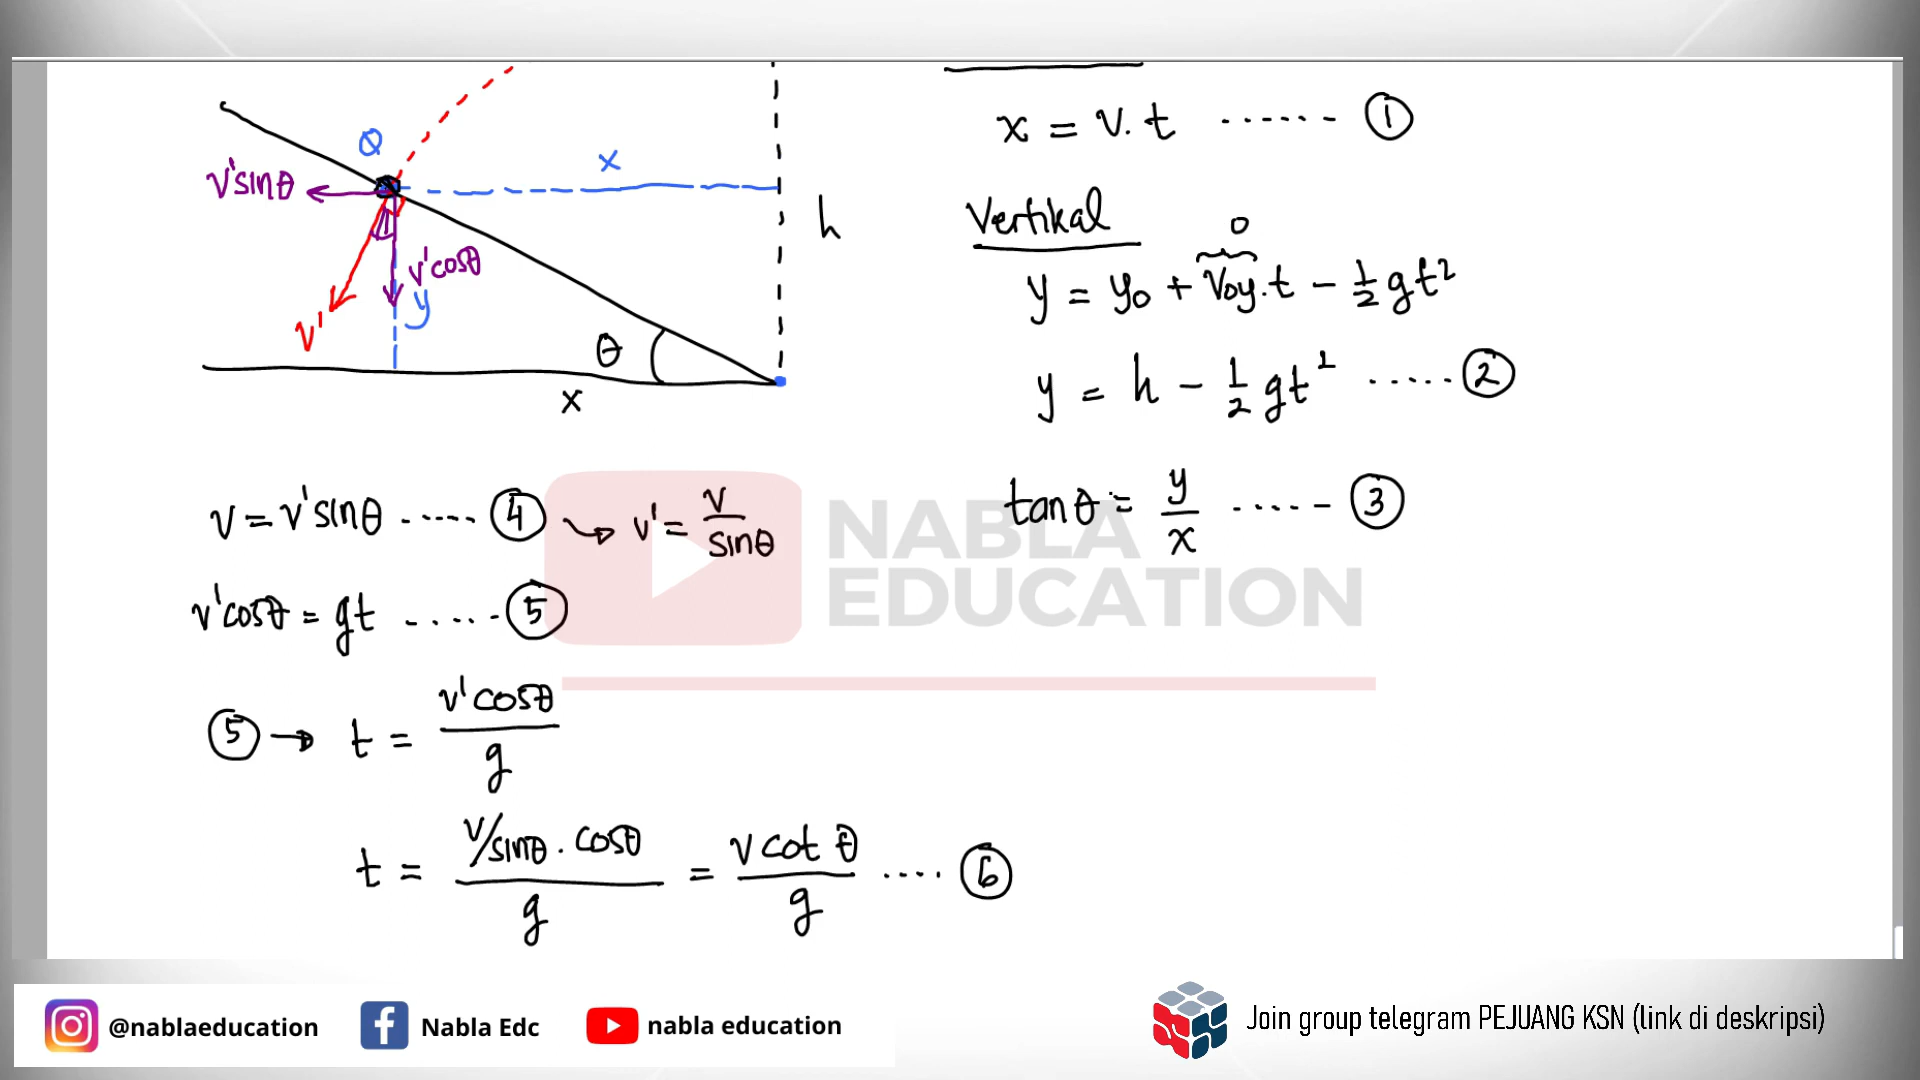 Q
v'sinθ
x
h
v'cosθ
y
v'
θ
x
x = v.t ...... ①
Vertikal
0
y = y₀ + v₀y.t - ½gt²
y = h - ½gt² ..... ②
tanθ = y/x ..... ③
v = v'sinθ ...... ④ → v' = v/sinθ
v'cosθ = gt ...... ⑤
⑤ → t = v'cosθ/g
t = v/sinθ . cosθ/g = v cot θ/g .... ⑥
NABLA
EDUCATION
@nablaeducation
Nabla Edc
nabla education
Join group telegram PEJUANG KSN (link di deskripsi)